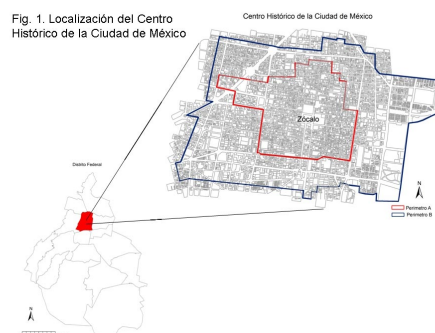 Fig. 1. Localización del Centro
Histórico de la Ciudad de México
Centro Histórico de la Ciudad de México
Zócalo
Distrito Federal
N
Perímetro A
Perímetro B
N